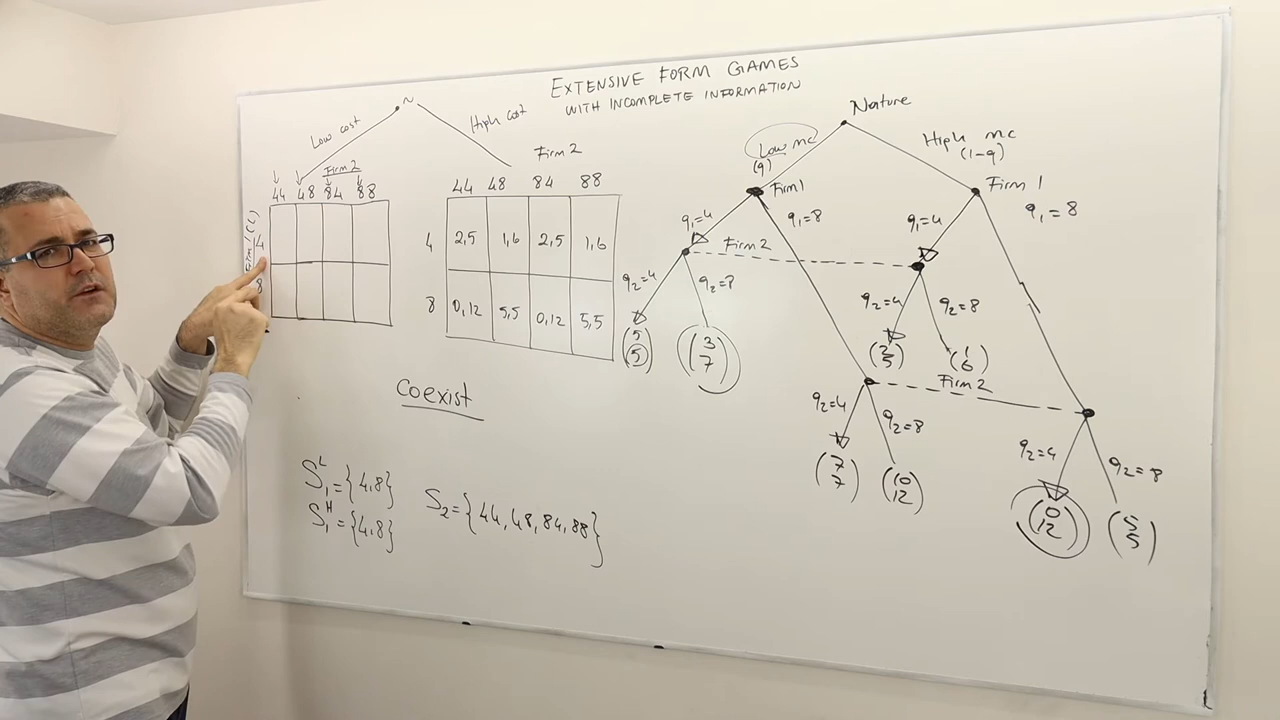 EXTENSIVE FORM GAMES
WITH INCOMPLETE INFORMATION
N
Low cost
High cost
Firm 2
44 48 84 88
4
8
Firm 2
44 48 84 88
4 2,5 1,6 2,5 1,6
8 0,12 5,5 0,12 5,5
coexist
S₁ᴸ={4,8}
S₁ᴴ={4,8}
S₂={44,48,84,88}
Nature
Low mc
(q)
High mc
(1-q)
Firm 1
Firm 1
q₁=4
q₁=8
q₁=4
q₁=8
Firm 2
q₂=4
q₂=8
q₂=4
q₂=8
(5 5)
(3 7)
(2 5)
(1 6)
Firm 2
q₂=4
q₂=8
q₂=4
q₂=8
(7 7)
(10 12)
(0 12)
(5 5)